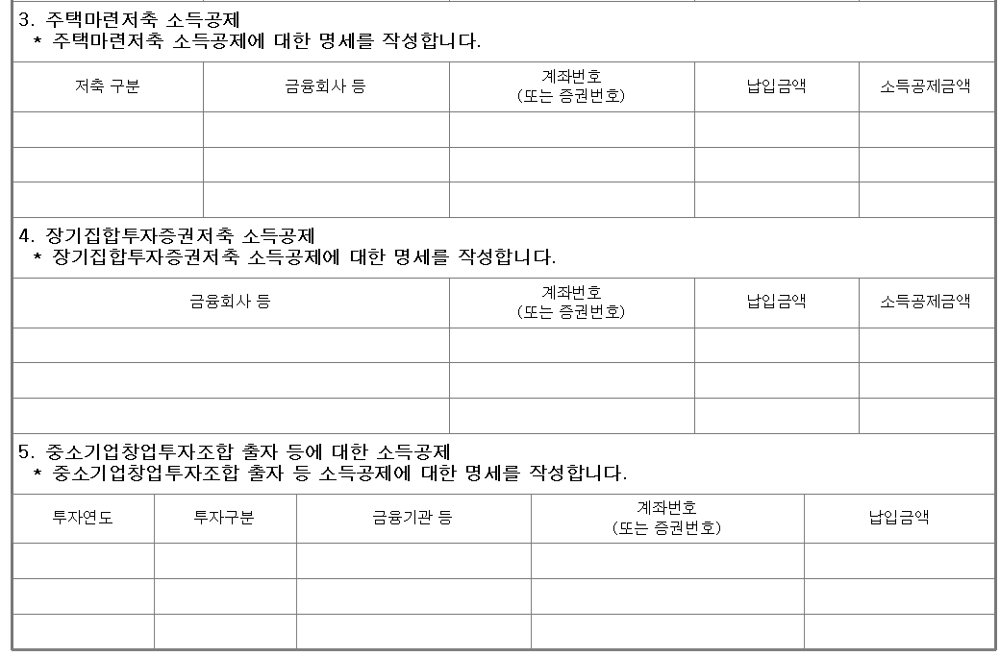 3. 주택마련저축 소득공제
* 주택마련저축 소득공제에 대한 명세를 작성합니다.
저축 구분 금융회사 등 계좌번호 (또는 증권번호) 납입금액 소득공제금액
4. 장기집합투자증권저축 소득공제
* 장기집합투자증권저축 소득공제에 대한 명세를 작성합니다.
금융회사 등 계좌번호 (또는 증권번호) 납입금액 소득공제금액
5. 중소기업창업투자조합 출자 등에 대한 소득공제
* 중소기업창업투자조합 출자 등 소득공제에 대한 명세를 작성합니다.
투자연도 투자구분 금융기관 등 계좌번호 (또는 증권번호) 납입금액